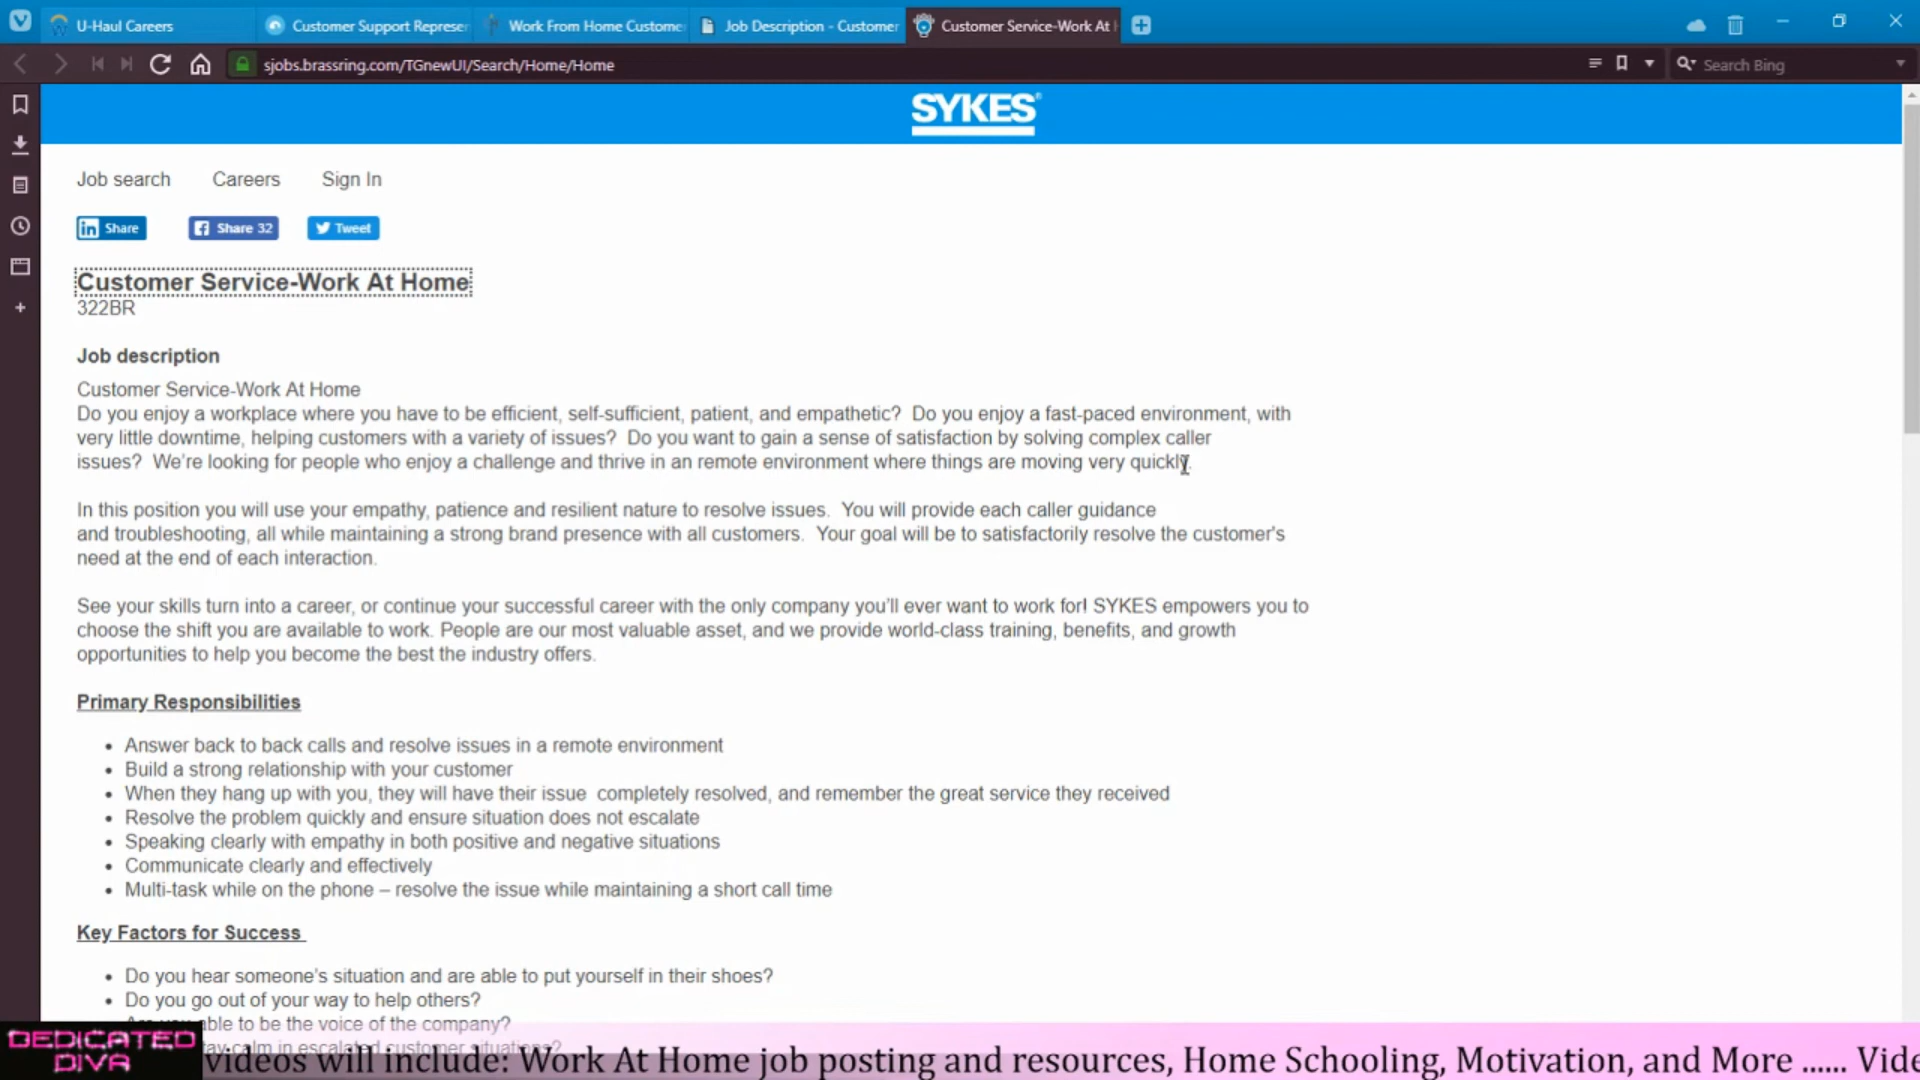 U-Haul Careers
Customer Support Represe
Work From Home Custome
Job Description - Custome
Customer Service-Work At
sjobs.brassring.com/TGnewUI/Search/Home/Home
Search Bing
SYKES
Job search Careers Sign In
in Share
Share 32
Tweet
Customer Service-Work At Home
322BR
Job description
Customer Service-Work At Home
Do you enjoy a workplace where you have to be efficient, self-sufficient, patient, and empathetic? Do you enjoy a fast-paced environment, with
very little downtime, helping customers with a variety of issues? Do you want to gain a sense of satisfaction by solving complex caller
issues? We're looking for people who enjoy a challenge and thrive in an remote environment where things are moving very quickly.
In this position you will use your empathy, patience and resilient nature to resolve issues. You will provide each caller guidance
and troubleshooting, all while maintaining a strong brand presence with all customers. Your goal will be to satisfactorily resolve the customer's
need at the end of each interaction.
See your skills turn into a career, or continue your successful career with the only company you'll ever want to work for! SYKES empowers you to
choose the shift you are available to work. People are our most valuable asset, and we provide world-class training, benefits, and growth
opportunities to help you become the best the industry offers.
Primary Responsibilities
• Answer back to back calls and resolve issues in a remote environment
• Build a strong relationship with your customer
• When they hang up with you, they will have their issue completely resolved, and remember the great service they received
• Resolve the problem quickly and ensure situation does not escalate
• Speaking clearly with empathy in both positive and negative situations
• Communicate clearly and effectively
• Multi-task while on the phone – resolve the issue while maintaining a short call time
Key Factors for Success
• Do you hear someone's situation and are able to put yourself in their shoes?
• Do you go out of your way to help others?
able to be the voice of the company?
calm in escalated customer situations?
DEDICATED
DIVA
videos will include: Work At Home job posting and resources, Home Schooling, Motivation, and More ...... Vide